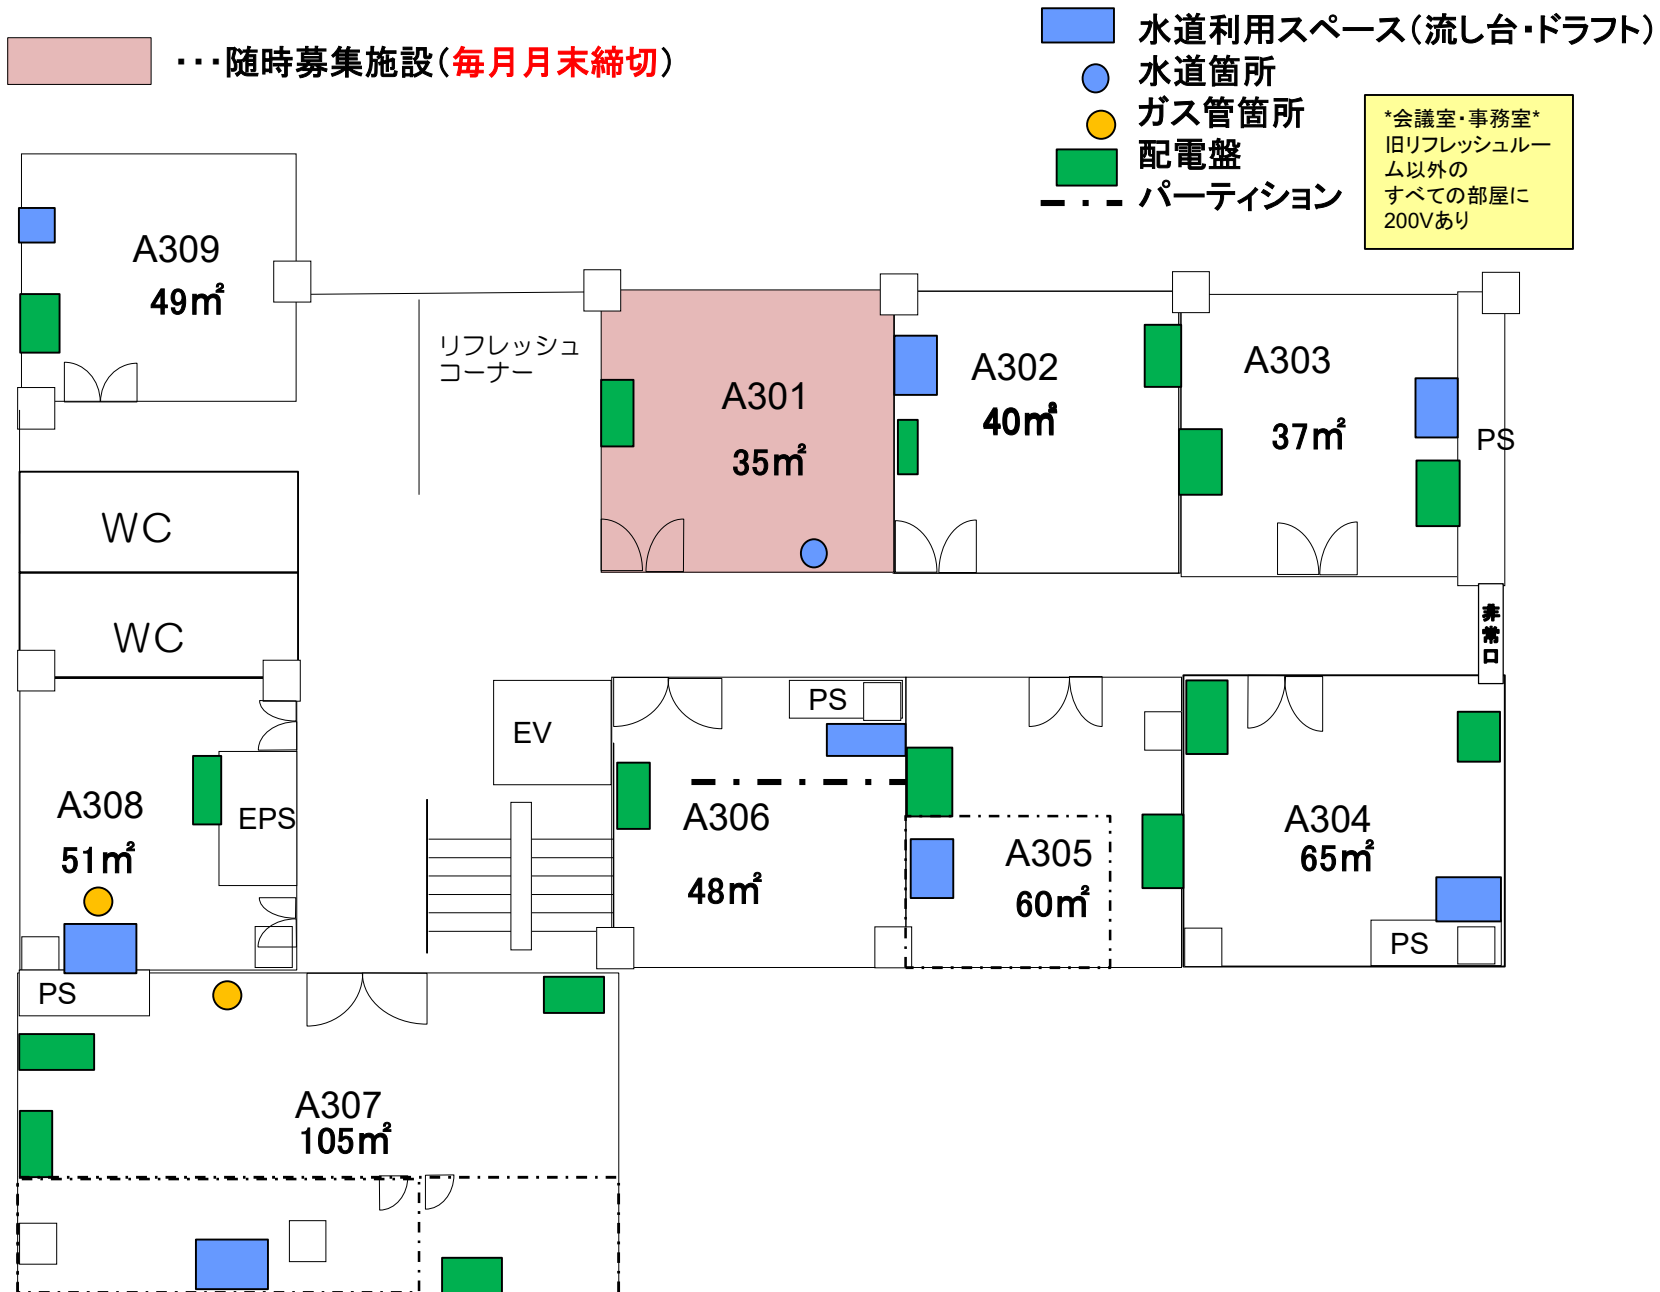 ･･･随時募集施設(毎月月末締切)
水道利用スペース(流し台・ドラフト)
水道箇所
ガス管箇所
配電盤
パーティション
*会議室・事務室*
旧リフレッシュルー
ム以外の
すべての部屋に
200Vあり
A309
49㎡
リフレッシュ
コーナー
A301
35㎡
A302
40㎡
A303
37㎡
PS
WC
WC
非常口
EV
PS
A308
51㎡
EPS
A306
48㎡
A305
60㎡
A304
65㎡
PS
PS
A307
105㎡